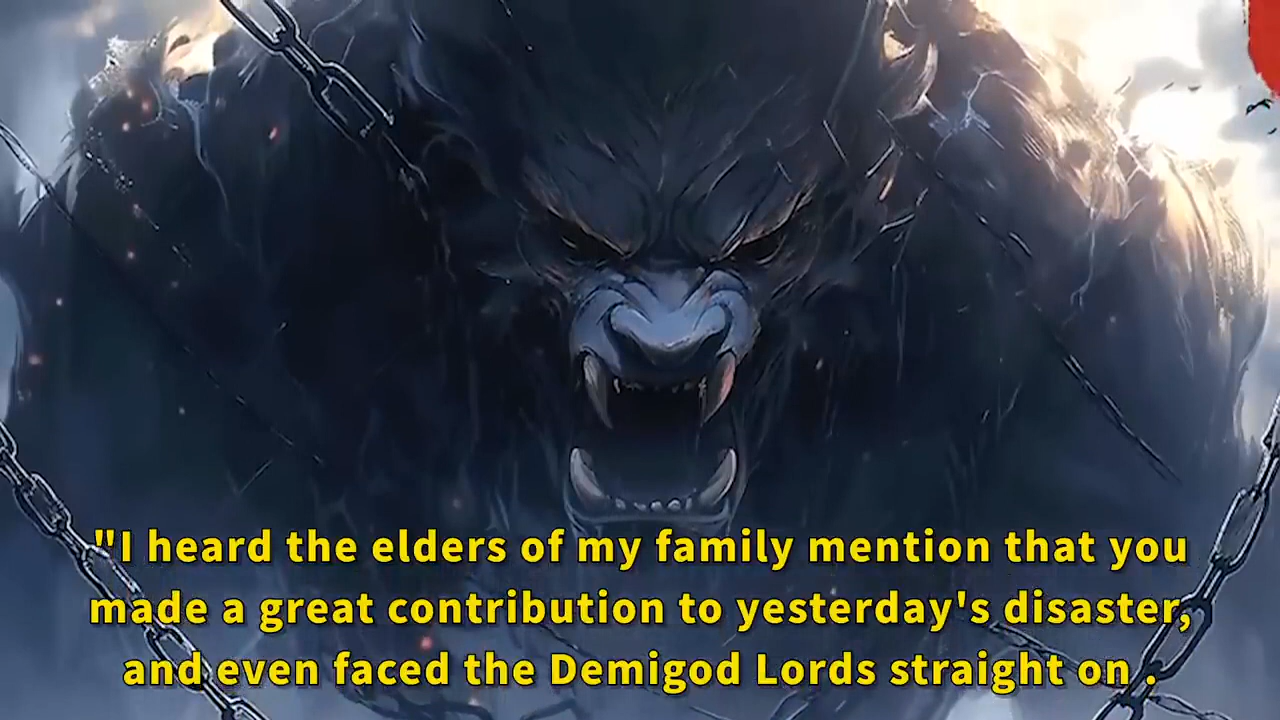 "I heard the elders of my family mention that you
made a great contribution to yesterday's disaster,
and even faced the Demigod Lords straight on .